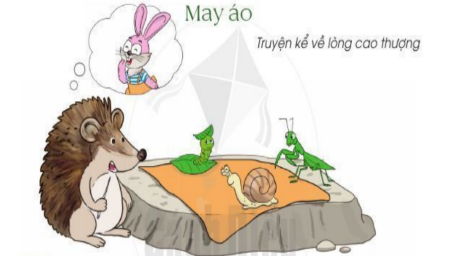 May áo
Truyện kể về lòng cao thượng